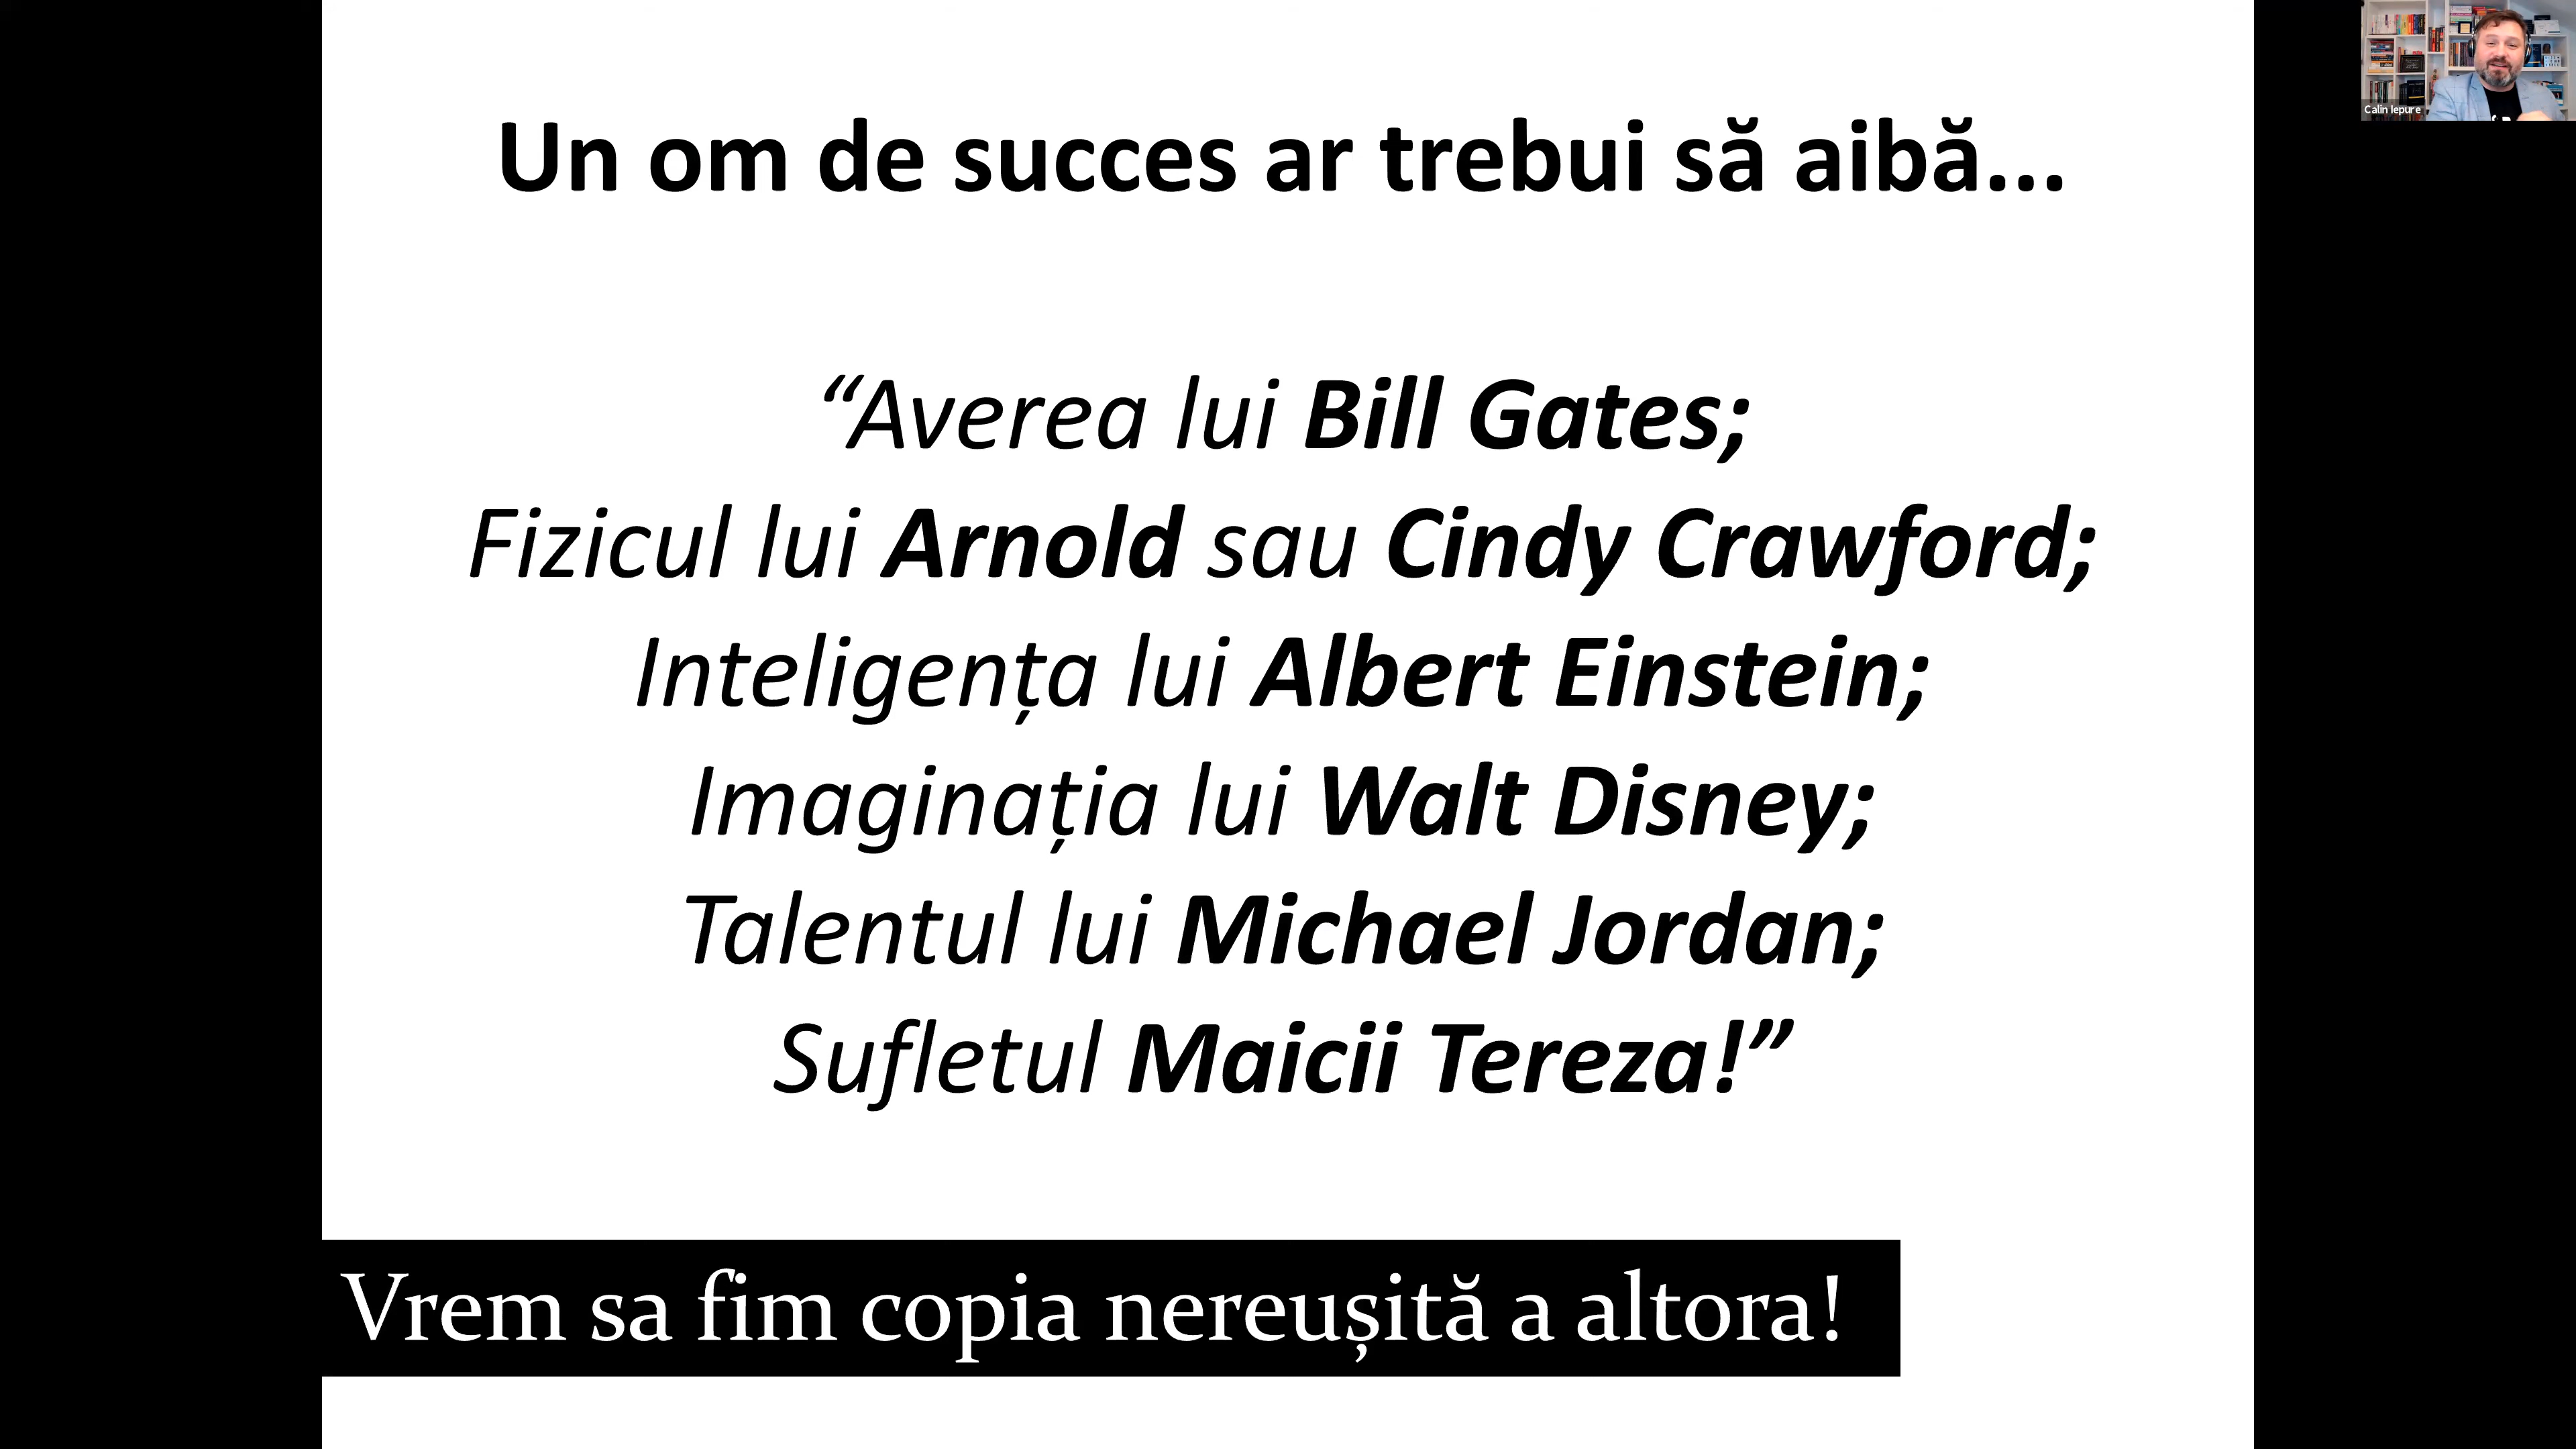 Calin Iepure
Un om de succes ar trebui să aibă...
“Averea lui Bill Gates;
Fizicul lui Arnold sau Cindy Crawford;
Inteligența lui Albert Einstein;
Imaginația lui Walt Disney;
Talentul lui Michael Jordan;
Sufletul Maicii Tereza!”
Vrem sa fim copia nereușită a altora!